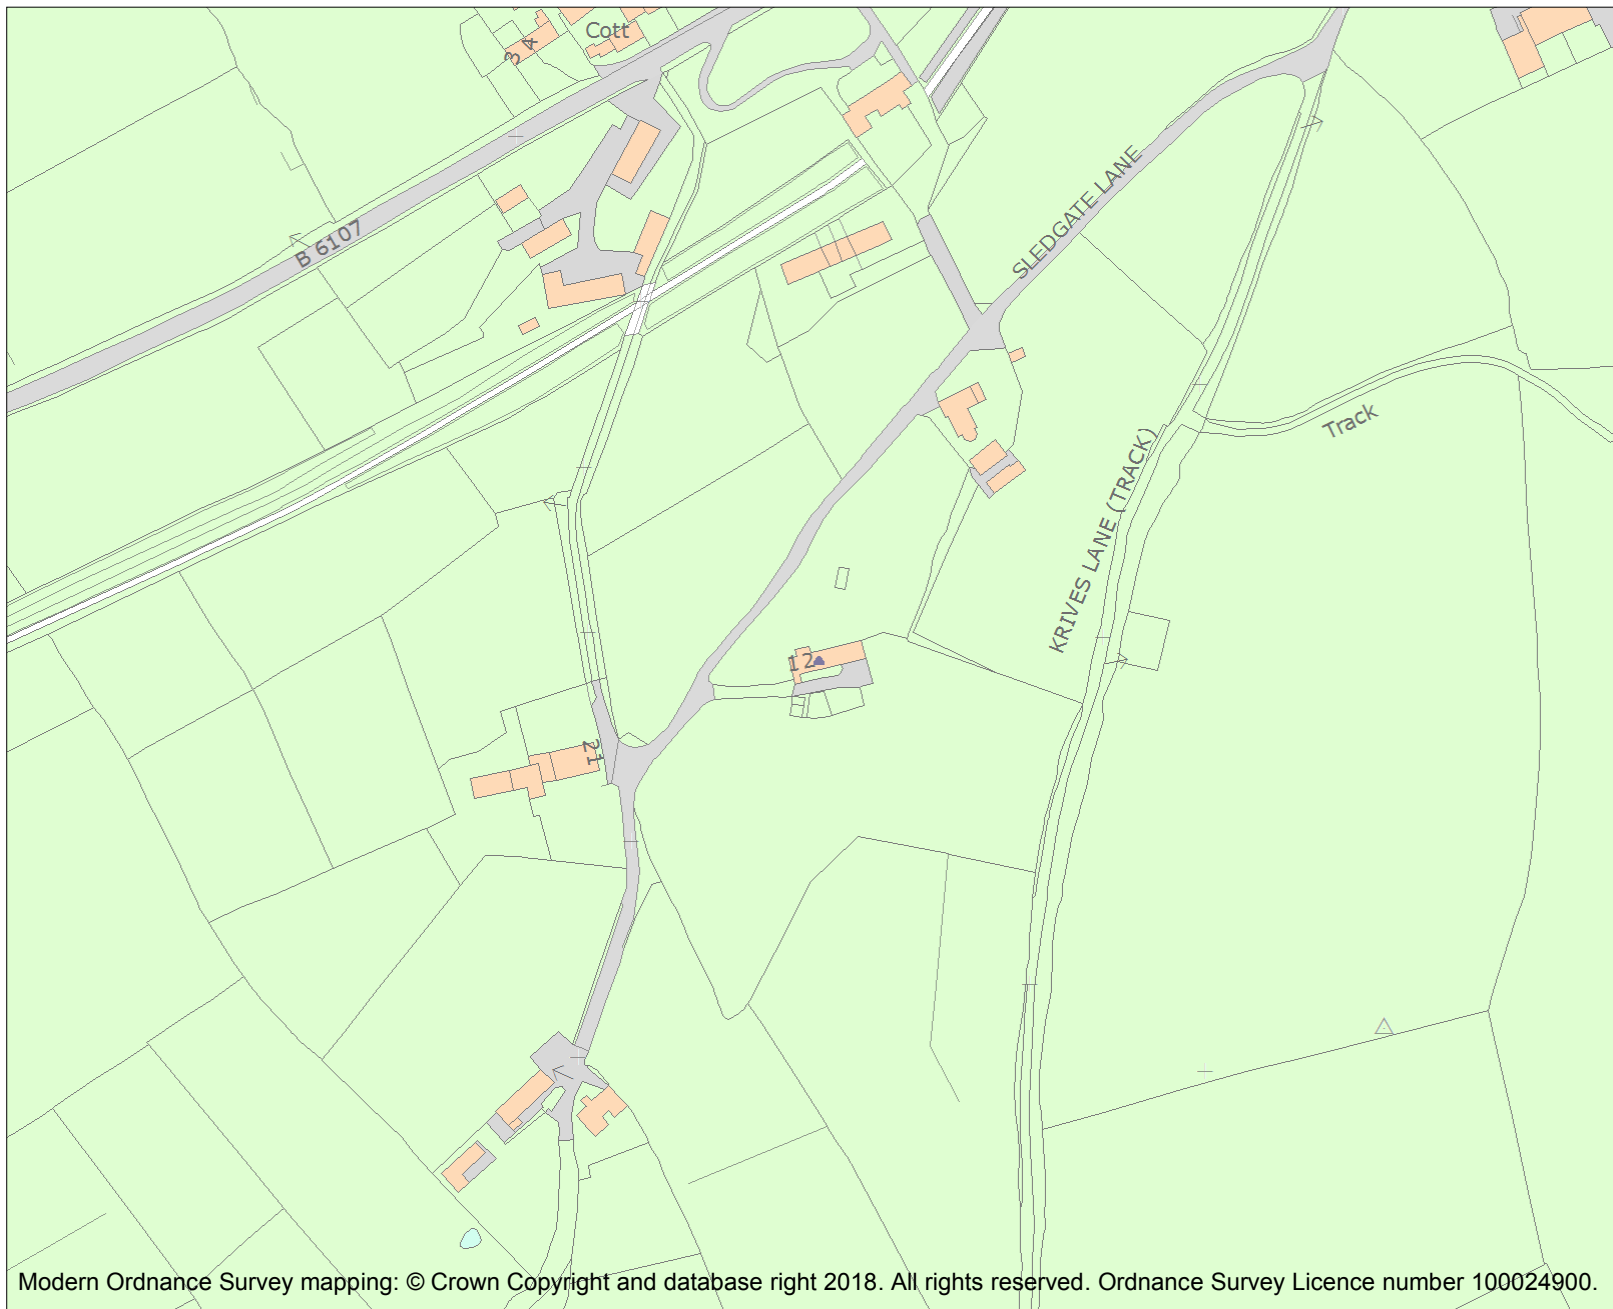 Cott
3
4
B 6107
SLEDGATE LANE
Track
KRIVES LANE (TRACK)
12
21
Modern Ordnance Survey mapping: © Crown Copyright and database right 2018. All rights reserved. Ordnance Survey Licence number 100024900.